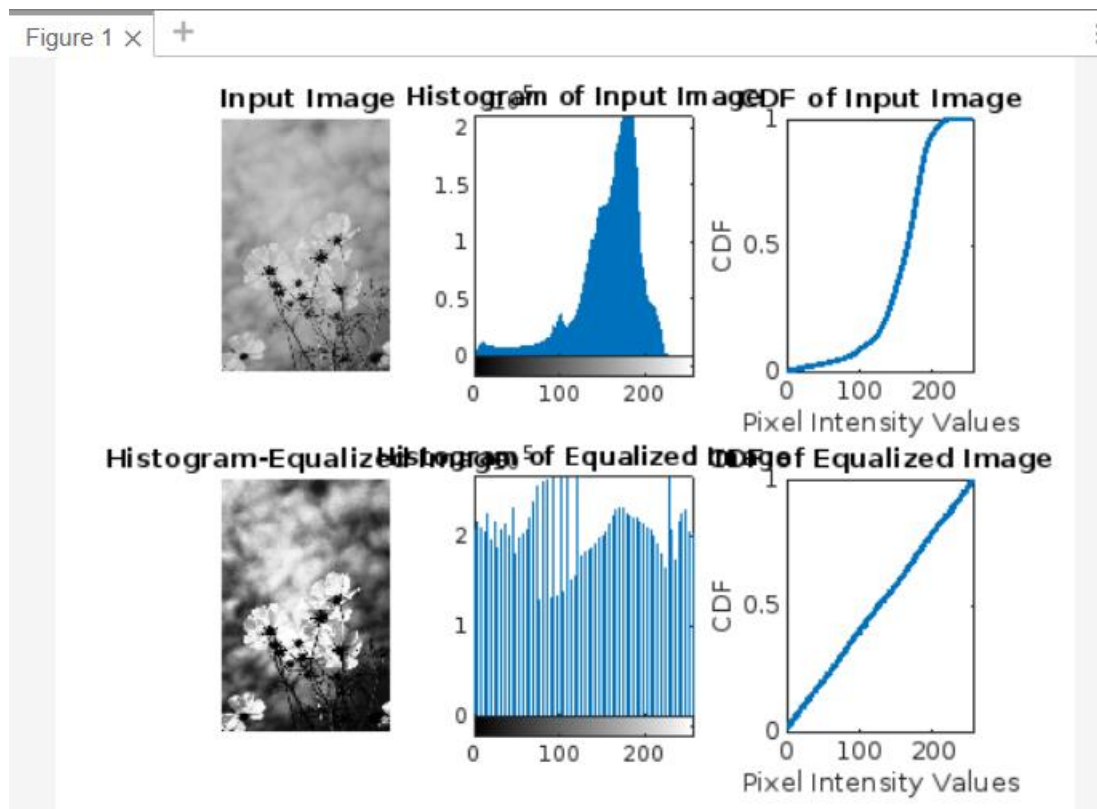 Figure 1
Input Image
Histogram of Input Image
CDF of Input Image
2
1.5
1
0.5
0
0 100 200
CDF
1
0.5
0
0 100 200
Pixel Intensity Values
Histogram-Equalized Image
Histogram of Equalized Image
CDF of Equalized Image
2
1
0
0 100 200
CDF
1
0.5
0
0 100 200
Pixel Intensity Values